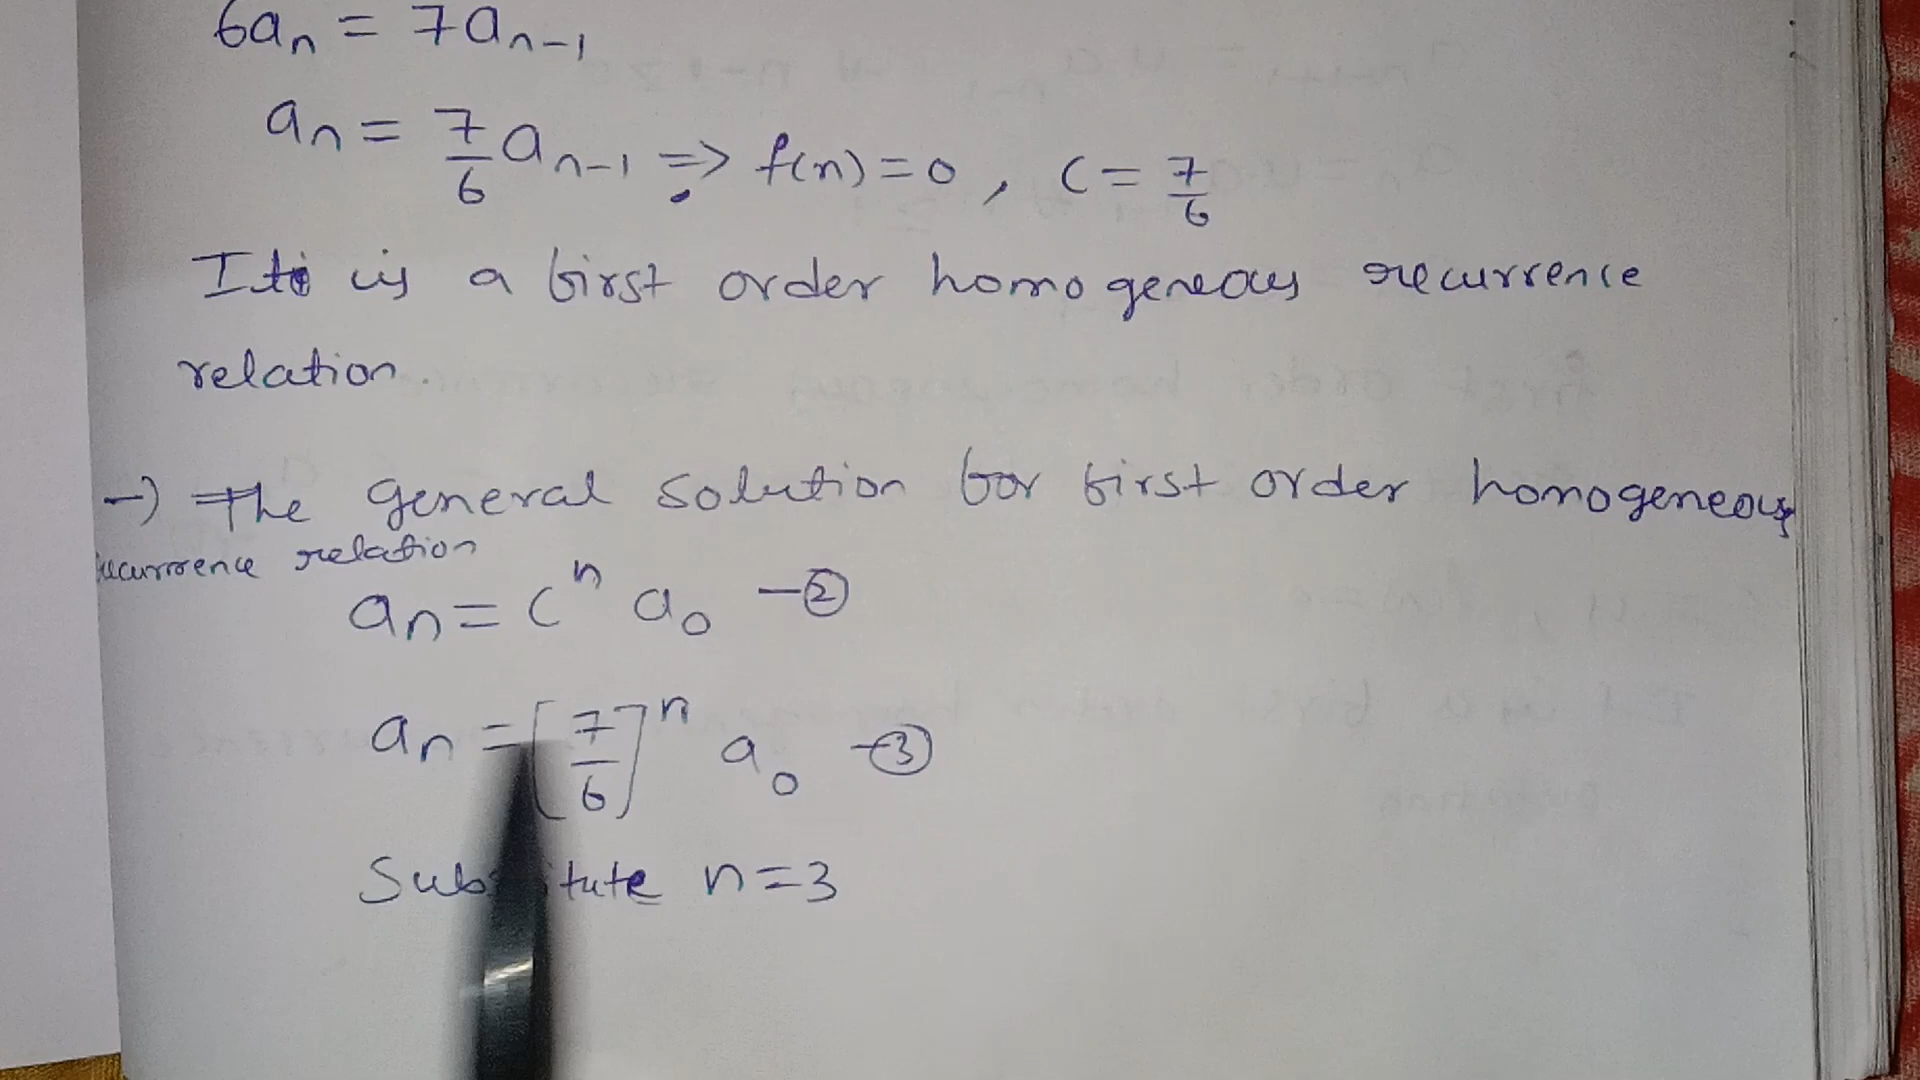 6aₙ = 7aₙ₋₁
aₙ = 7/6 aₙ₋₁ => f(n) = 0 , C = 7/6
It is a first order homogeneous recurrence
relation.
→ The general solution for first order homogeneous
recurrence relation
aₙ = Cⁿ a₀ —②
aₙ = [7/6]ⁿ a₀ —③
Substitute n=3